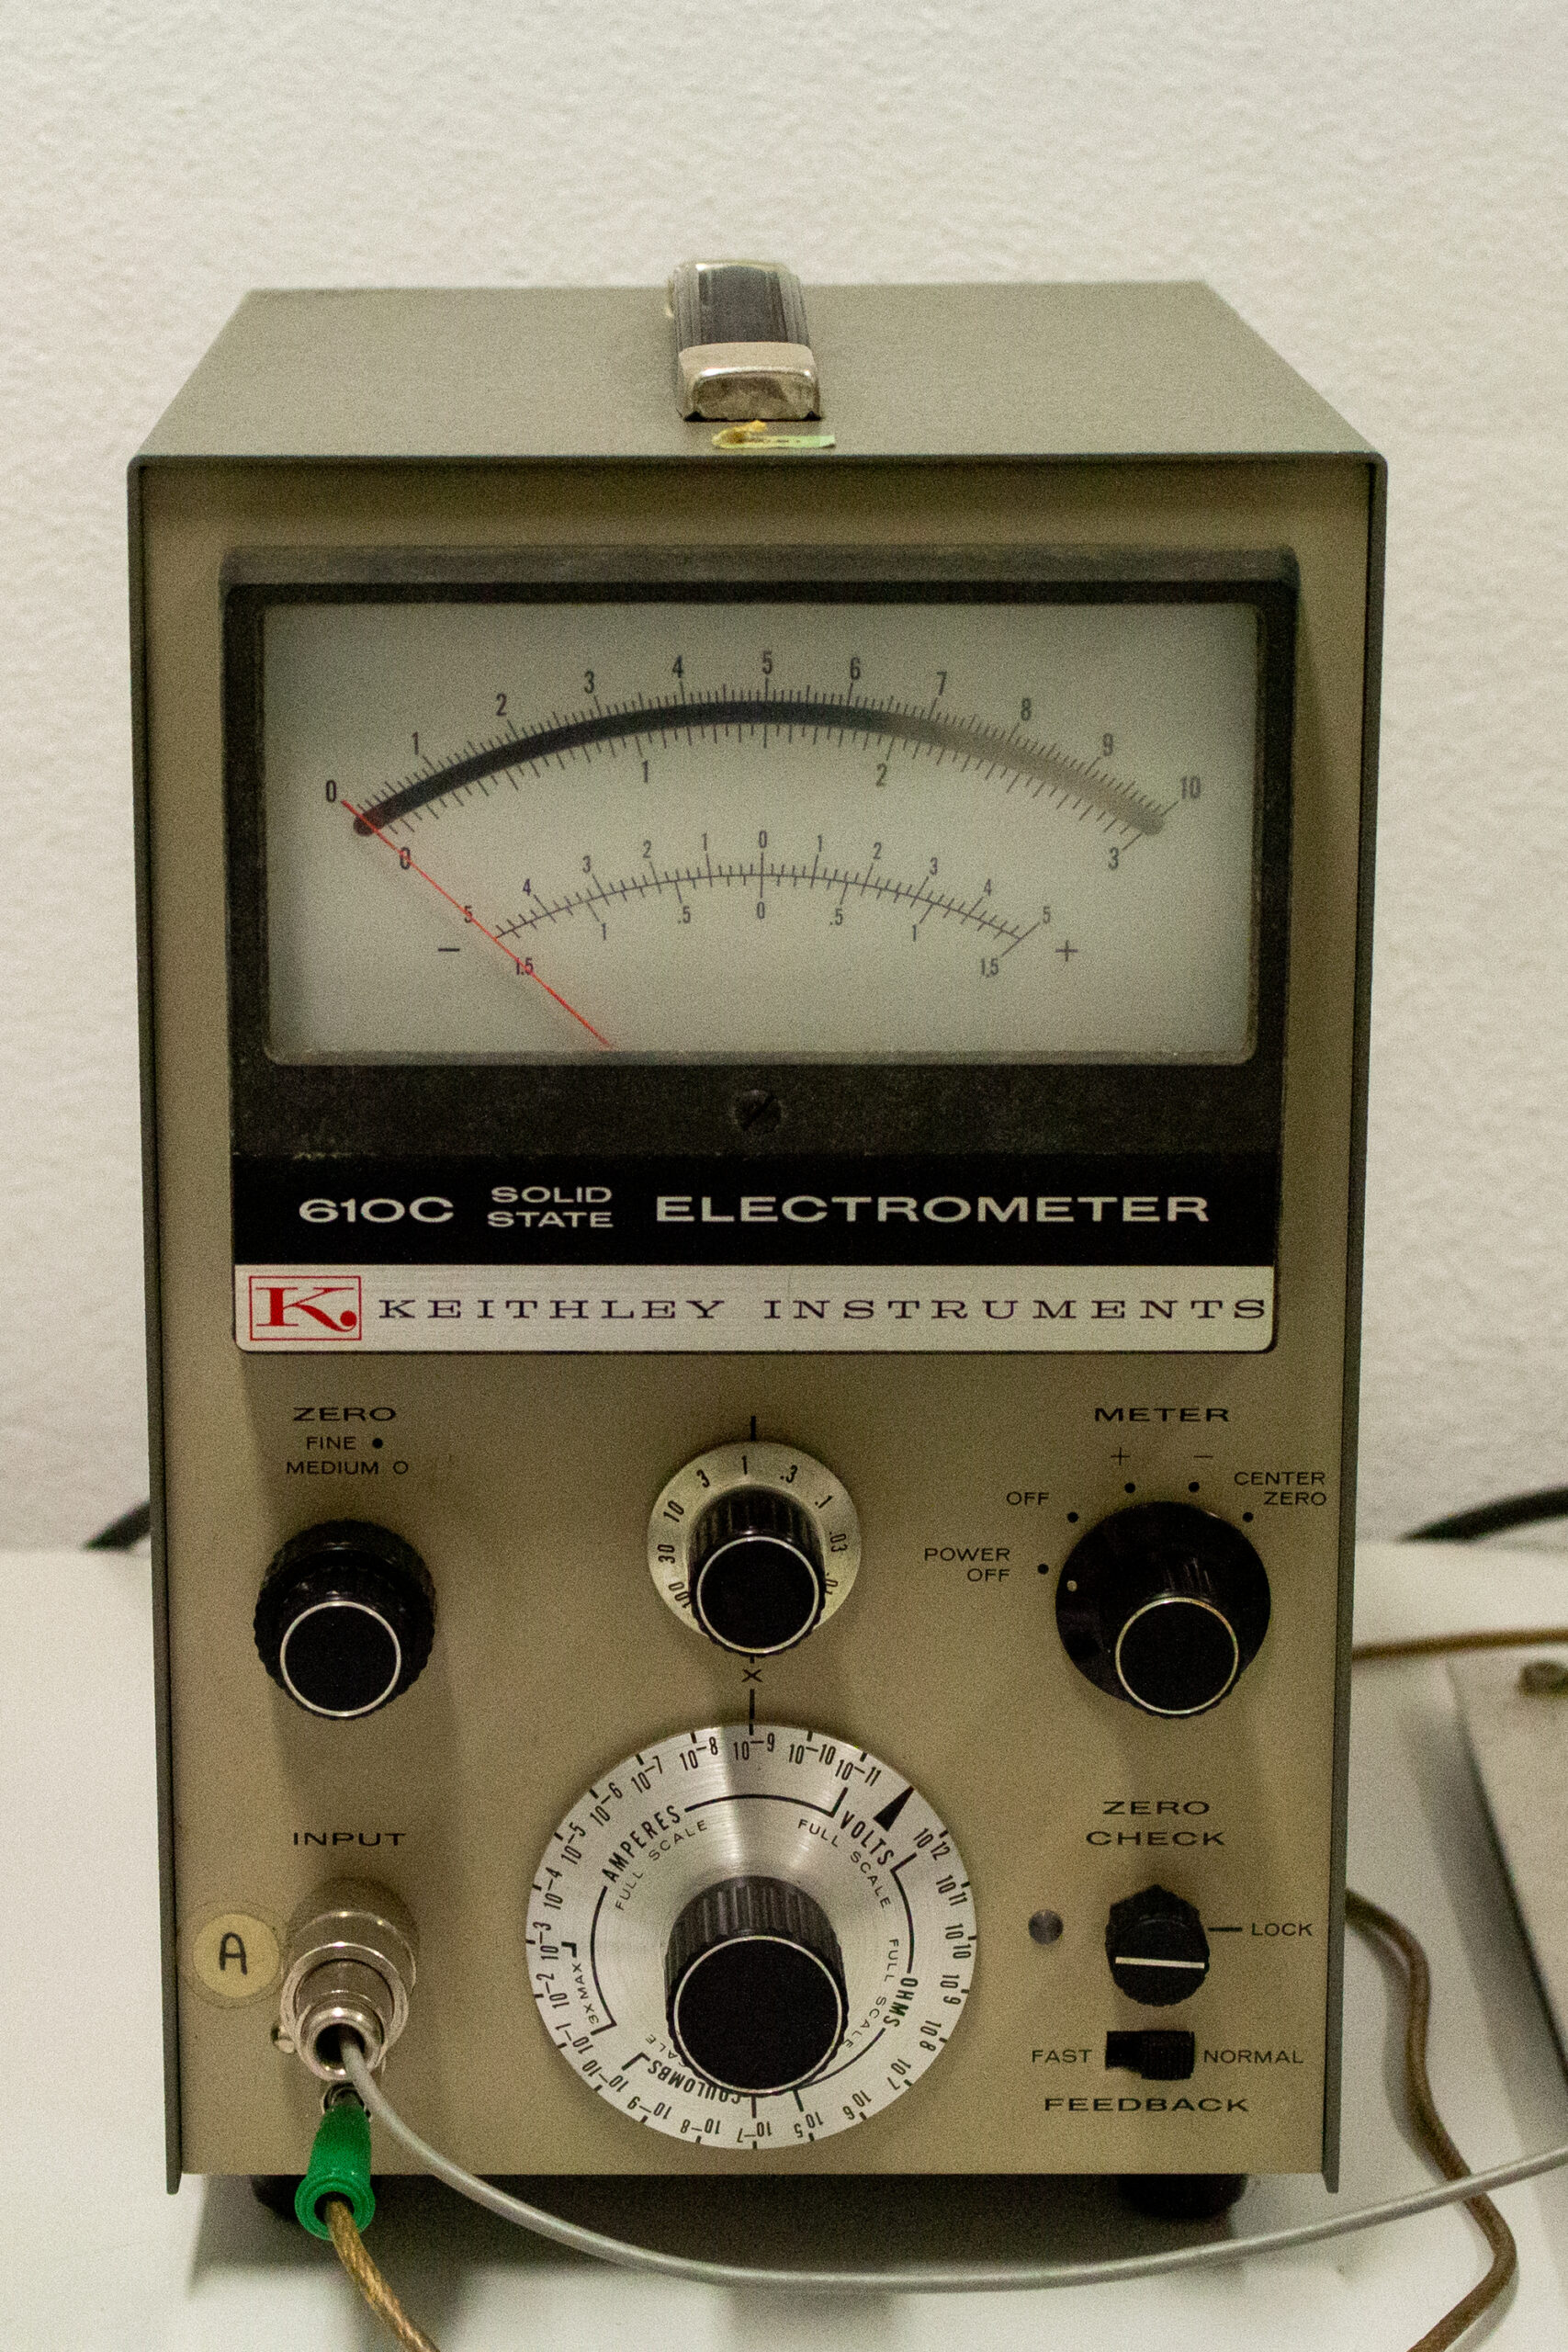 0 1 2 3 4 5 6 7 8 9 10
0 1 2 3
5 4 3 2 1 0 1 2 3 4 5
1.5 1 .5 0 .5 1 1.5
− +
610C SOLID STATE ELECTROMETER
K KEITHLEY INSTRUMENTS
ZERO
FINE ●
MEDIUM O
100 30 10 3 1 .3 .1 .03 .01
X
METER
+ −
OFF
CENTER
ZERO
POWER
OFF
INPUT
A
10−1 10−2 10−3 10−4 10−5 10−6 10−7 10−8 10−9 10−10 10−11
AMPERES
FULL SCALE
3X MAX
VOLTS
FULL SCALE
1012 1011 1010 109 108 107 106 105
OHMS
FULL SCALE
10−7 10−8 10−9 10−10
COULOMBS
SCALE
ZERO
CHECK
LOCK
FAST NORMAL
FEEDBACK